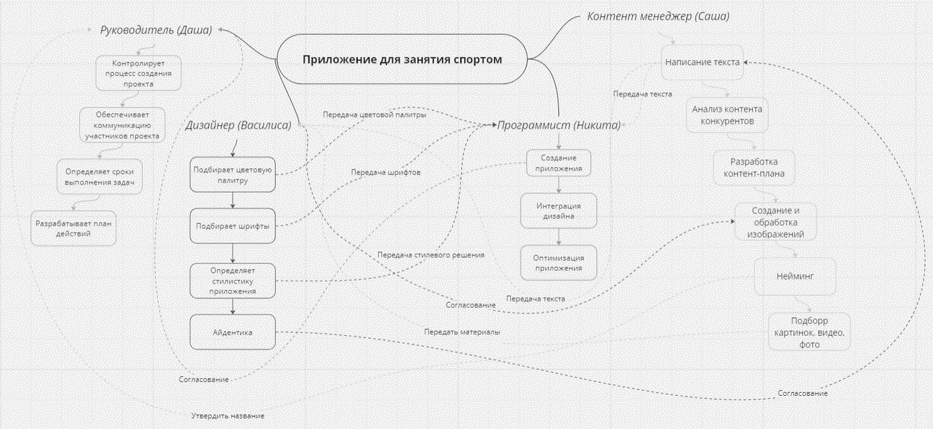 Контент менеджер (Саша)
Руководитель (Даша)
Приложение для занятия спортом
Контролирует
процесс создания
проекта
Обеспечивает
коммуникацию
участников проекта
Определяет сроки
выполнения задач
Разрабатывает план
действий
Дизайнер (Василиса)
Подбирает цветовую
палитру
Подбирает шрифты
Определяет
стилистику
приложения
Айдентика
Передача цветовой палитры
Передача шрифтов
Передача стилевого решения
Согласование
Передать материалы
Согласование
Утвердить название
Программист (Никита)
Создание
приложения
Интеграция
дизайна
Оптимизация
приложения
Передача текста
Передача текста
Написание текста
Анализ контента
конкурентов
Разработка
контент-плана
Создание и
обработка
изображений
Нейминг
Подборр
картинок, видео,
фото
Согласование